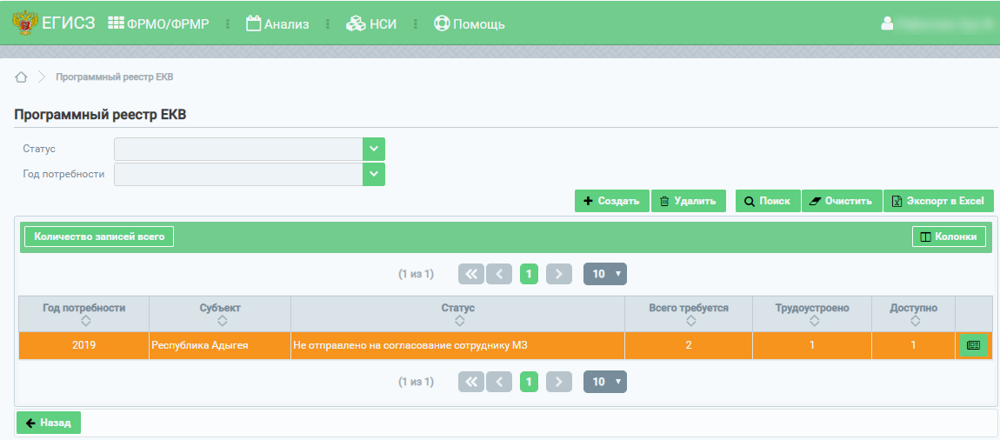 ЕГИСЗ ФРМО/ФРМР Анализ НСИ Помощь
Программный реестр ЕКВ
Программный реестр ЕКВ
Статус
Год потребности
Создать Удалить Поиск Очистить Экспорт в Excel
Количество записей всего Колонки
(1 из 1) 1 10
Год потребности Субъект Статус Всего требуется Трудоустроено Доступно
2019 Республика Адыгея Не отправлено на согласование сотруднику МЗ 2 1 1
(1 из 1) 1 10
Назад